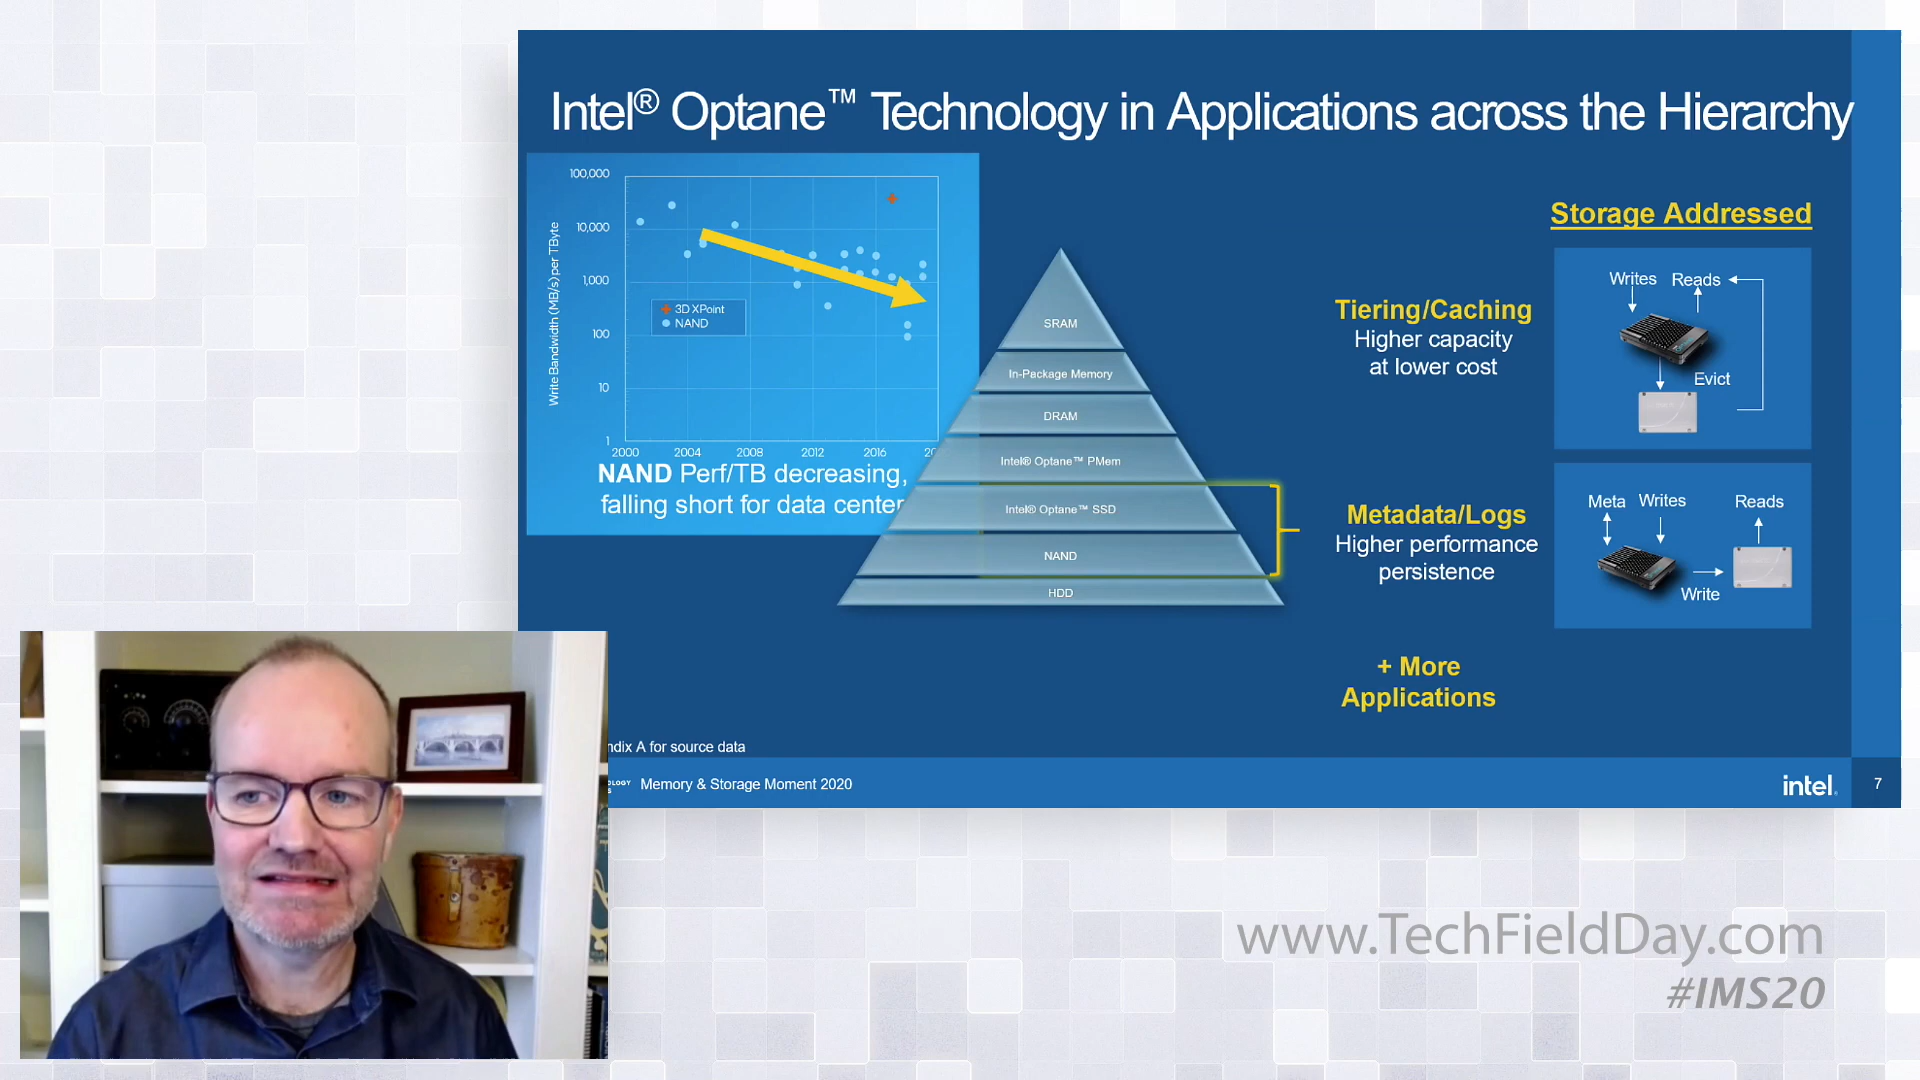 Intel® Optane™ Technology in Applications across the Hierarchy
Write Bandwidth (MB/s) per TByte
100,000
10,000
1,000
100
10
1
3D XPoint
NAND
2000 2004 2008 2012 2016
NAND Perf/TB decreasing,
falling short for data center
SRAM
In-Package Memory
DRAM
Intel® Optane™ PMem
Intel® Optane™ SSD
NAND
HDD
Tiering/Caching
Higher capacity
at lower cost
Metadata/Logs
Higher performance
persistence
+ More
Applications
Storage Addressed
Writes Reads
Evict
Meta Writes Reads
Write
ndix A for source data
Memory & Storage Moment 2020
intel.
7
www.TechFieldDay.com
#IMS20